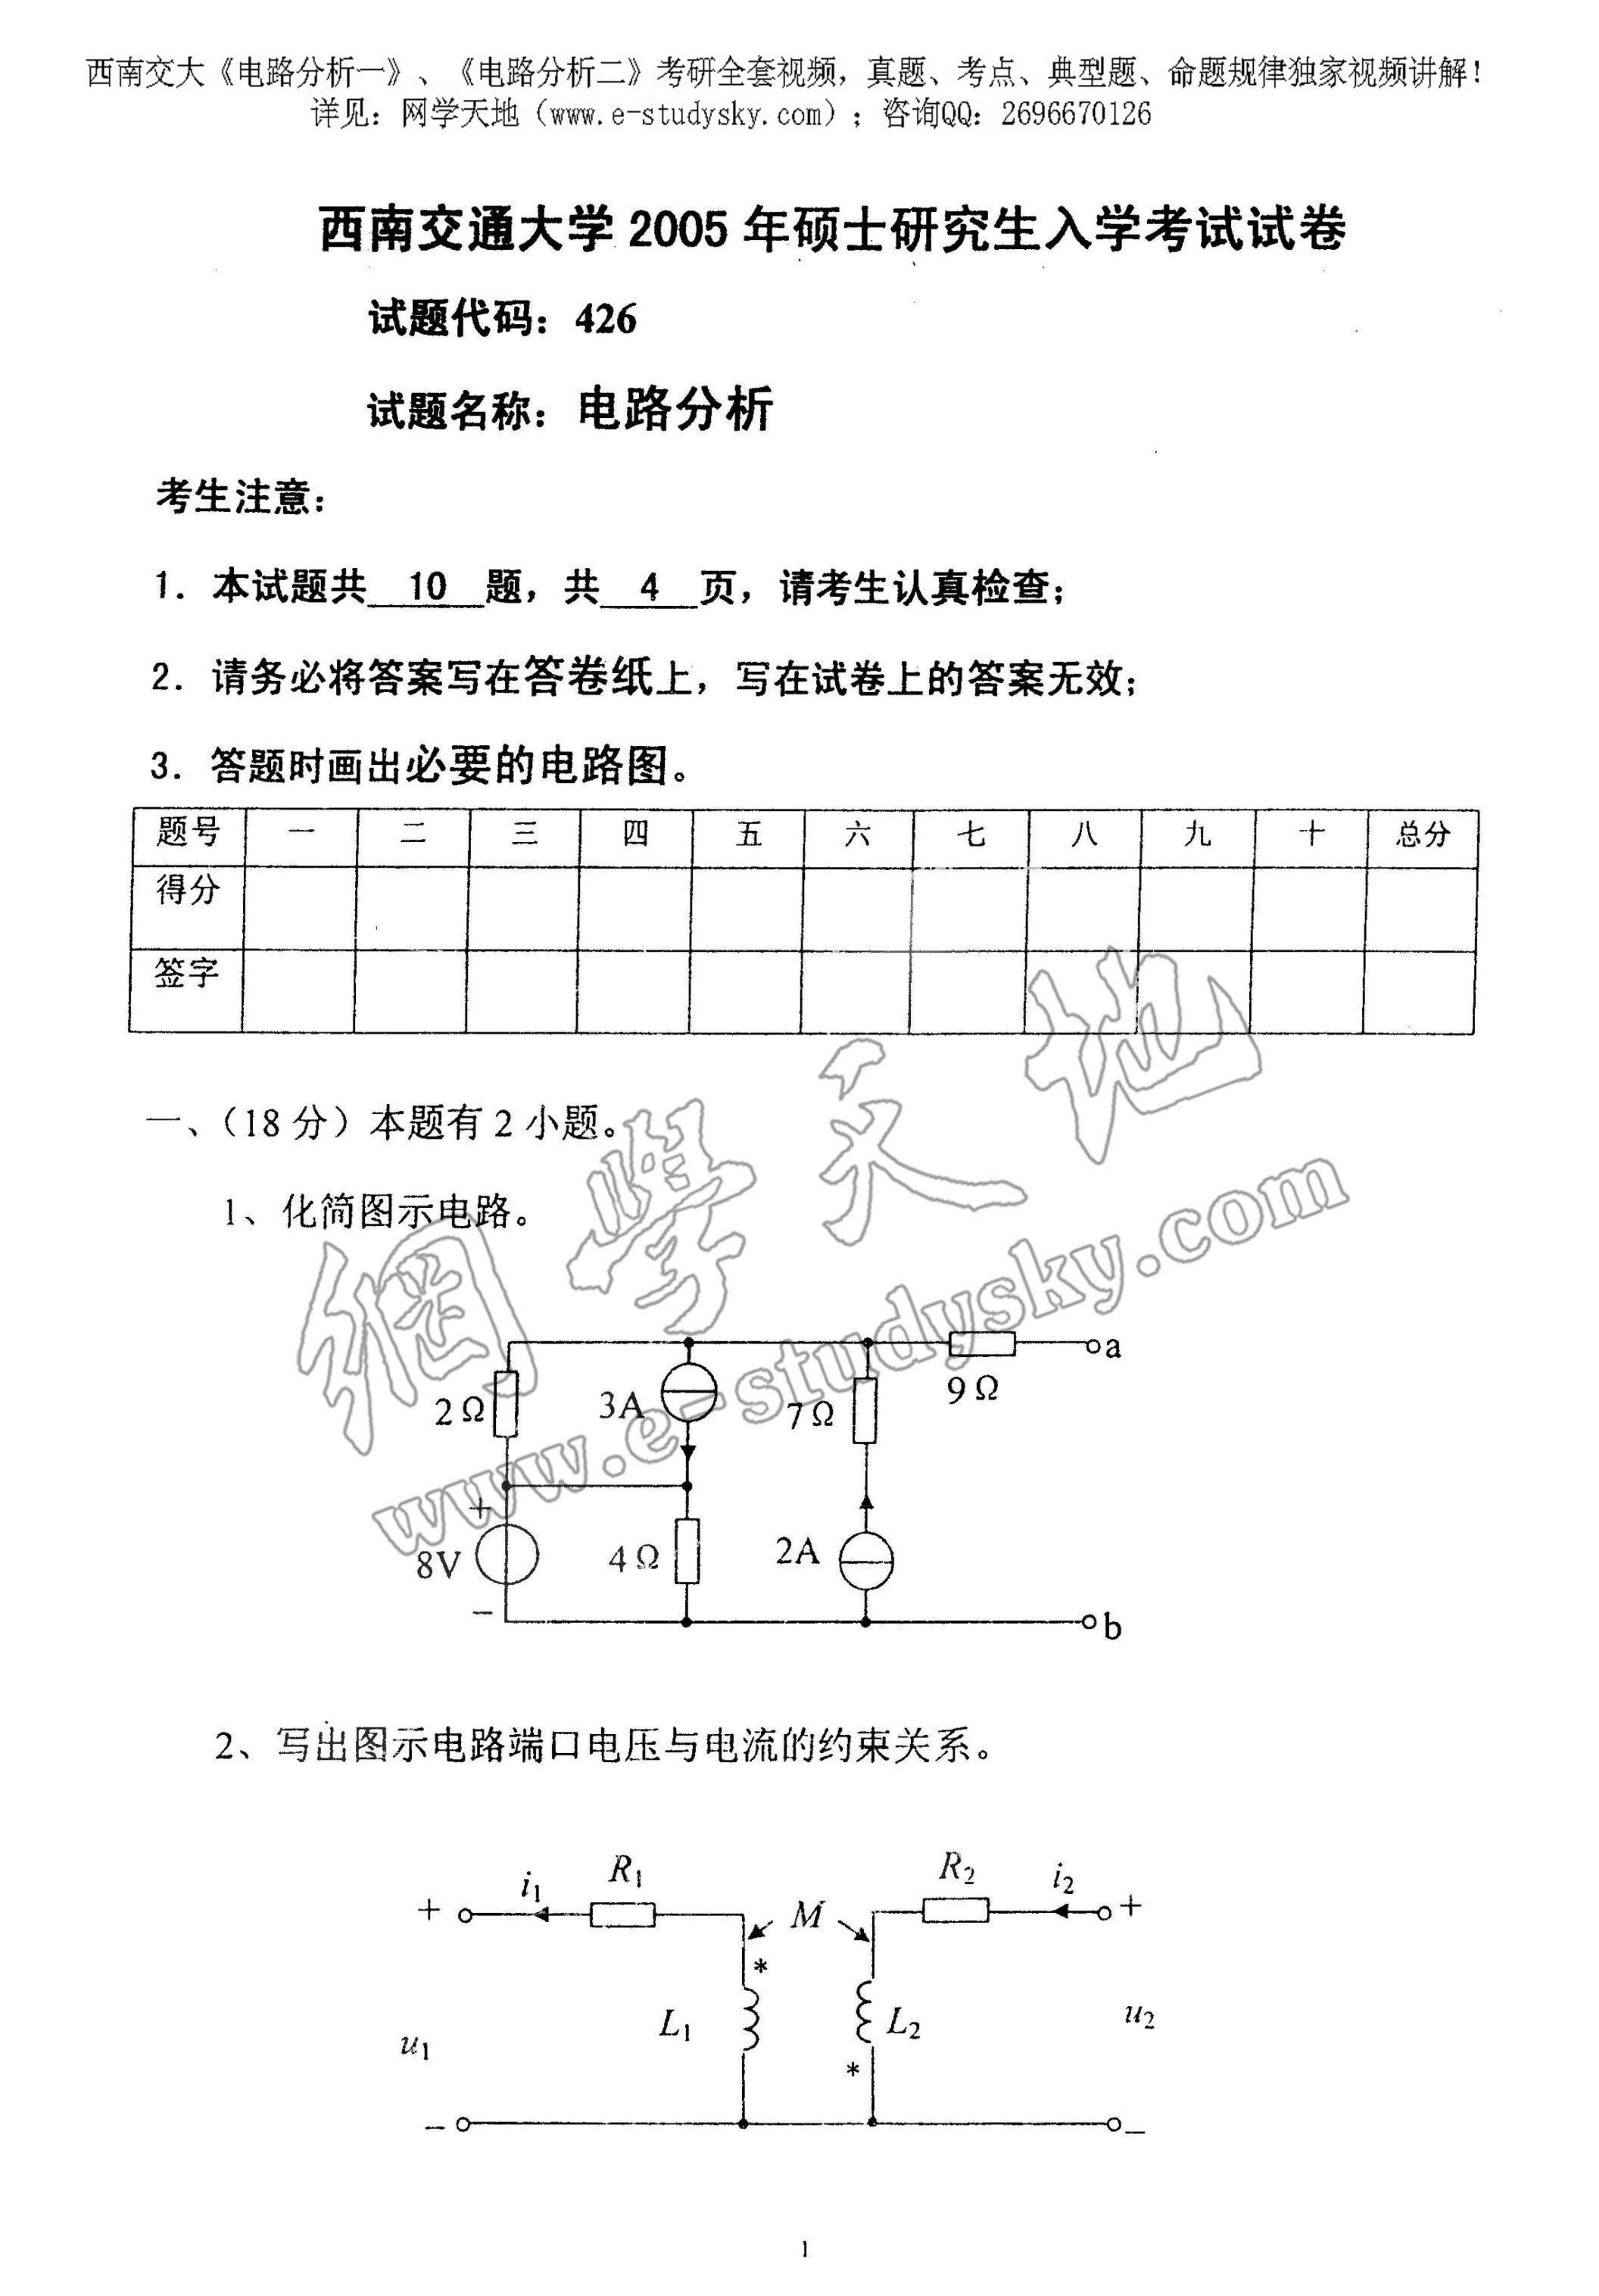 西南交大《电路分析一》、《电路分析二》考研全套视频，真题、考点、典型题、命题规律独家视频讲解！
详见：网学天地（www.e-studysky.com）；咨询QQ：2696670126
西南交通大学 2005 年硕士研究生入学考试试卷
试题代码：426
试题名称：电路分析
考生注意：
1．本试题共 10 题，共 4 页，请考生认真检查；
2．请务必将答案写在答卷纸上，写在试卷上的答案无效；
3．答题时画出必要的电路图。
题号 一 二 三 四 五 六 七 八 九 十 总分
得分
签字
網學天地
www.e-studysky.com
一、（18 分）本题有 2 小题。
1、化简图示电路。
a
9Ω
2Ω 3A 7Ω
+
8V 4Ω 2A
－
b
2、写出图示电路端口电压与电流的约束关系。
R1 R2
i1 i2
+ M +
*
L1 L2
u1 u2
*
－ －
1